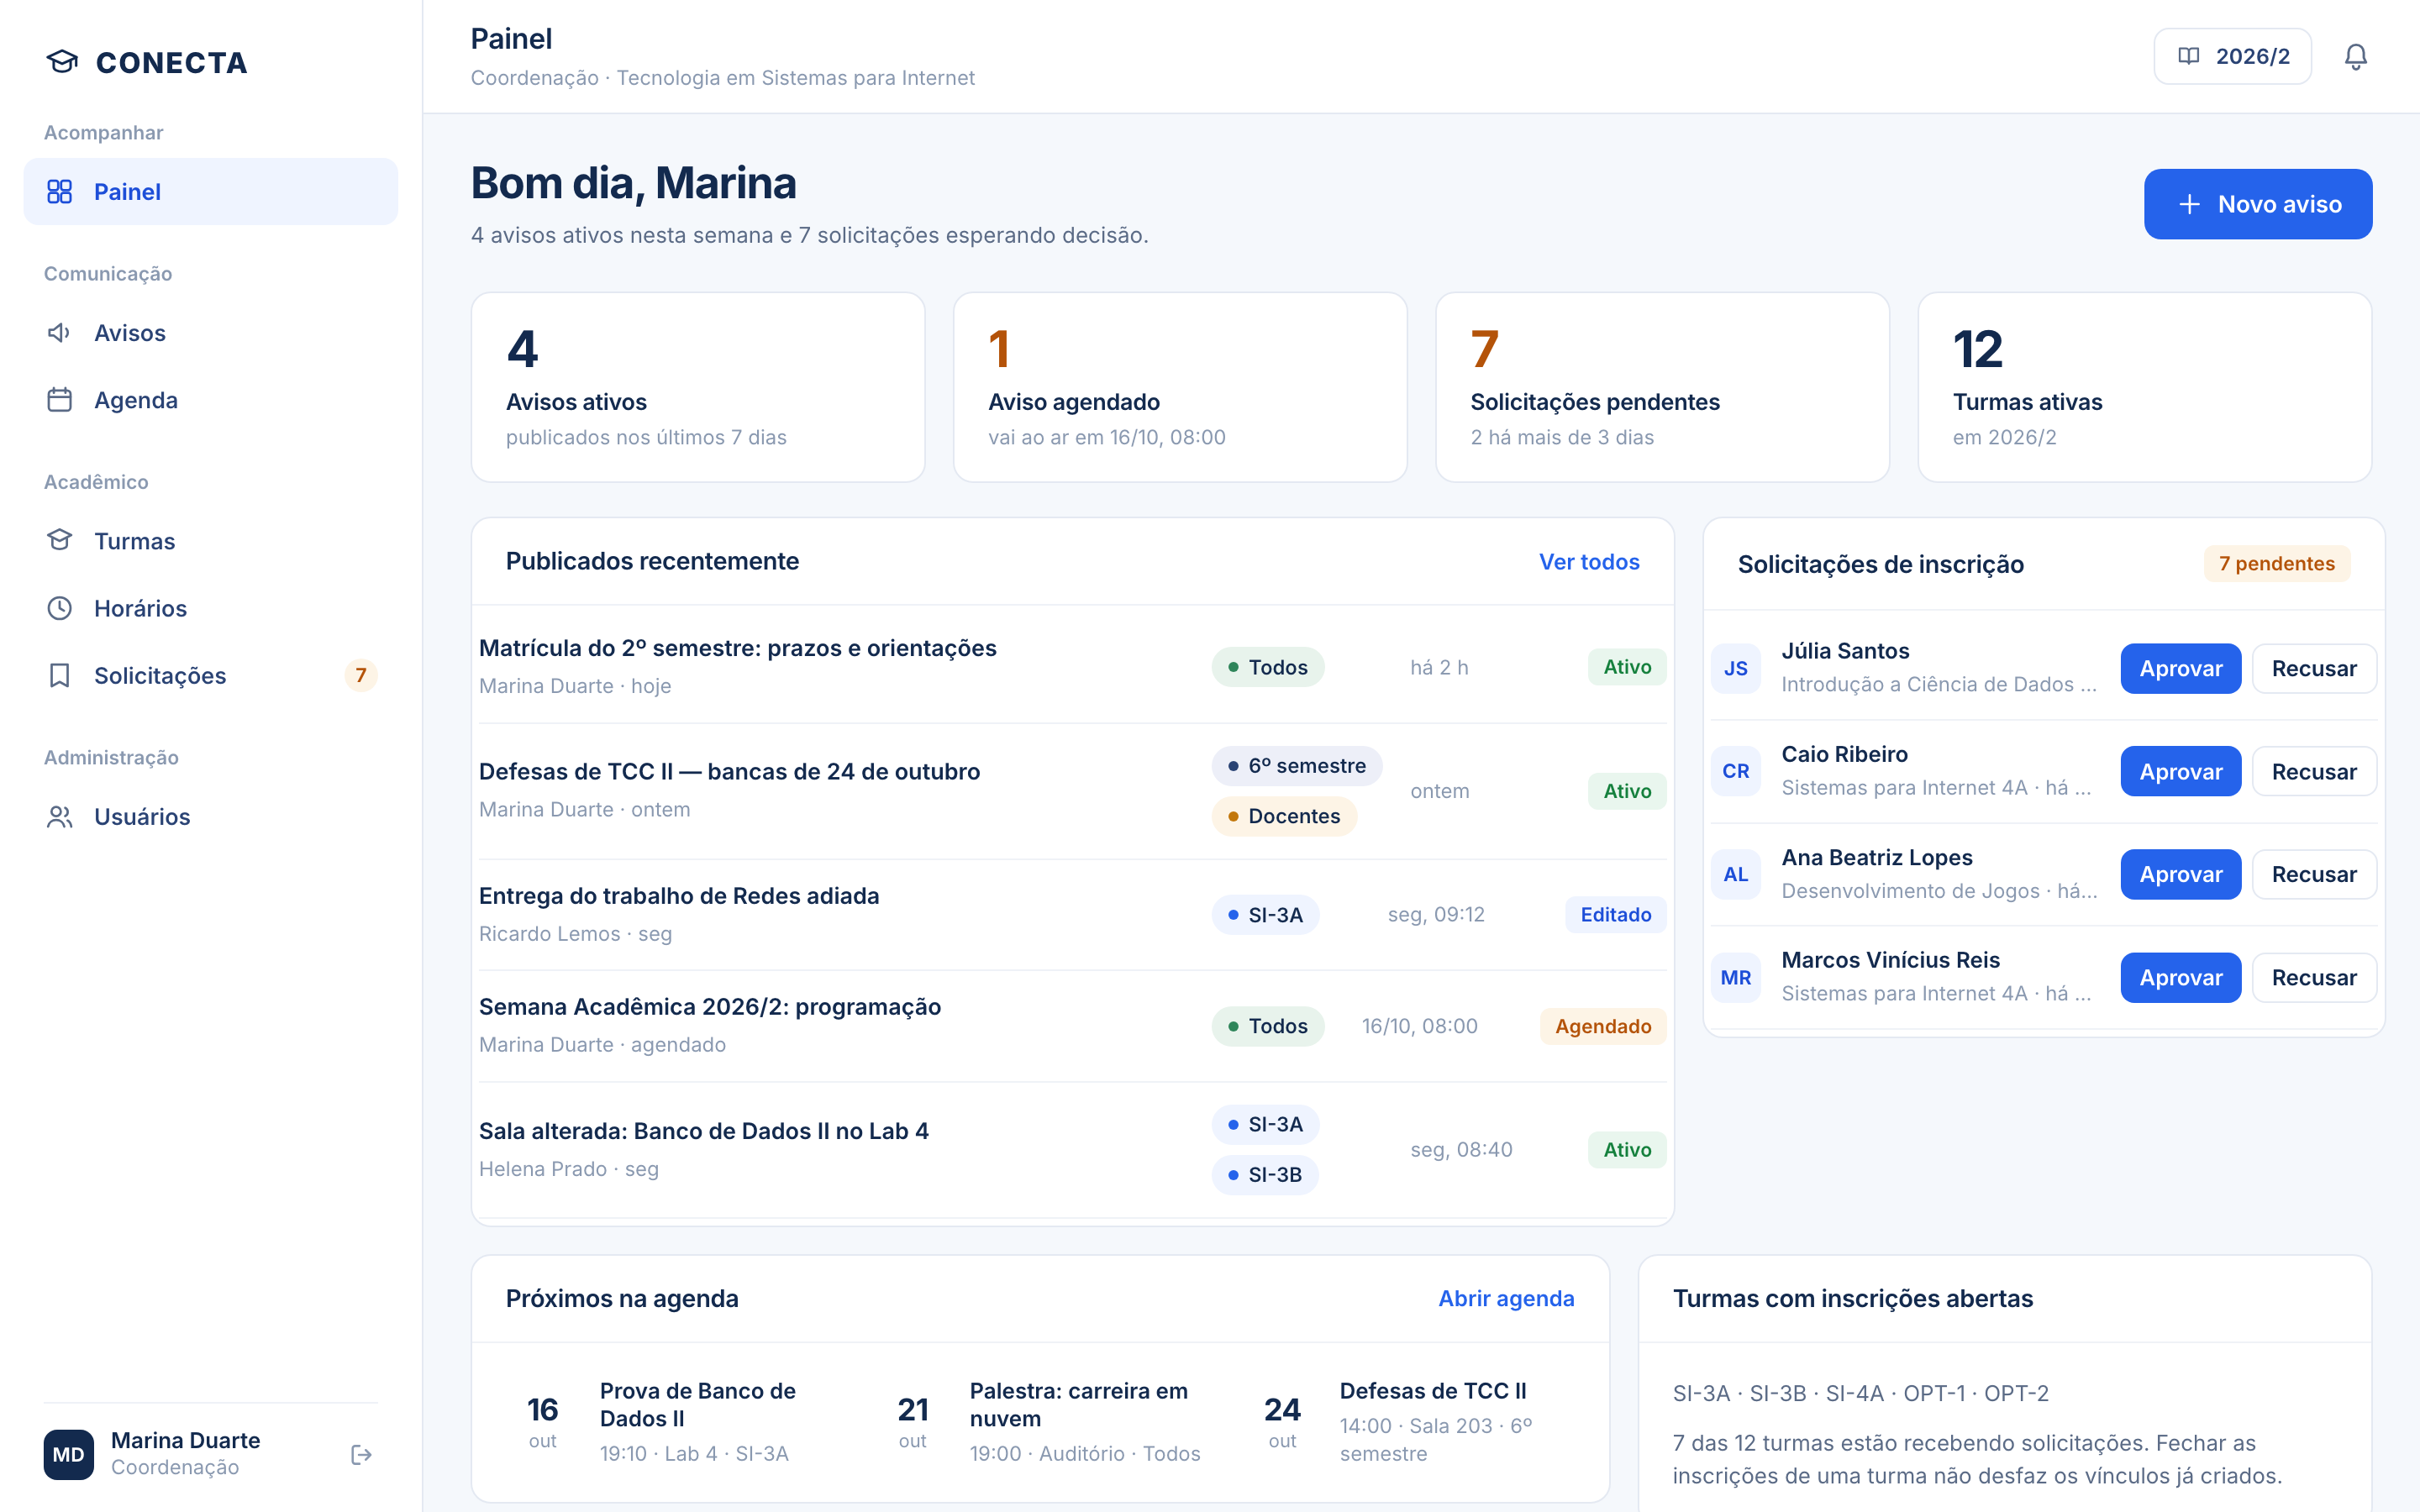 CONECTA
Acompanhar
Painel
Comunicação
Avisos
Agenda
Acadêmico
Turmas
Horários
Solicitações 7
Administração
Usuários
MD
Marina Duarte
Coordenação
Painel
Coordenação · Tecnologia em Sistemas para Internet
2026/2
Bom dia, Marina
4 avisos ativos nesta semana e 7 solicitações esperando decisão.
Novo aviso
4
Avisos ativos
publicados nos últimos 7 dias
1
Aviso agendado
vai ao ar em 16/10, 08:00
7
Solicitações pendentes
2 há mais de 3 dias
12
Turmas ativas
em 2026/2
Publicados recentemente Ver todos
Matrícula do 2º semestre: prazos e orientações
Marina Duarte · hoje
Todos
há 2 h
Ativo
Defesas de TCC II — bancas de 24 de outubro
Marina Duarte · ontem
6º semestre
Docentes
ontem
Ativo
Entrega do trabalho de Redes adiada
Ricardo Lemos · seg
SI-3A
seg, 09:12
Editado
Semana Acadêmica 2026/2: programação
Marina Duarte · agendado
Todos
16/10, 08:00
Agendado
Sala alterada: Banco de Dados II no Lab 4
Helena Prado · seg
SI-3A
SI-3B
seg, 08:40
Ativo
Solicitações de inscrição 7 pendentes
JS
Júlia Santos
Introdução a Ciência de Dados ...
Aprovar Recusar
CR
Caio Ribeiro
Sistemas para Internet 4A · há ...
Aprovar Recusar
AL
Ana Beatriz Lopes
Desenvolvimento de Jogos · há...
Aprovar Recusar
MR
Marcos Vinícius Reis
Sistemas para Internet 4A · há ...
Aprovar Recusar
Próximos na agenda Abrir agenda
16
out
Prova de Banco de
Dados II
19:10 · Lab 4 · SI-3A
21
out
Palestra: carreira em
nuvem
19:00 · Auditório · Todos
24
out
Defesas de TCC II
14:00 · Sala 203 · 6º
semestre
Turmas com inscrições abertas
SI-3A · SI-3B · SI-4A · OPT-1 · OPT-2
7 das 12 turmas estão recebendo solicitações. Fechar as
inscrições de uma turma não desfaz os vínculos já criados.